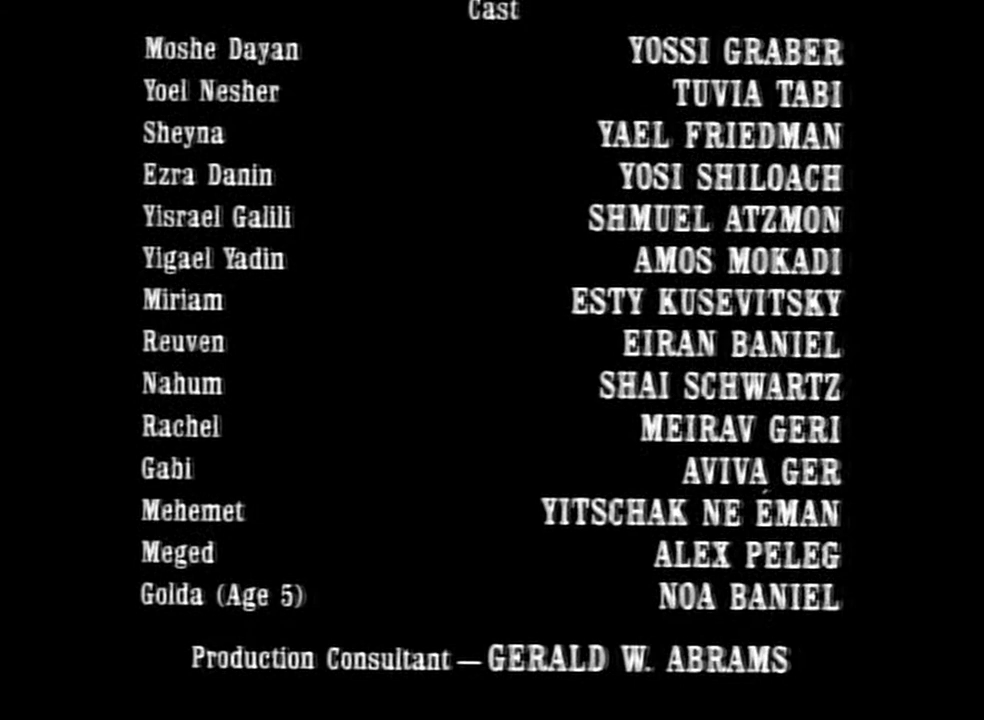 Cast
Moshe Dayan YOSSI GRABER
Yoel Nesher TUVIA TABI
Sheyna YAEL FRIEDMAN
Ezra Danin YOSI SHILOACH
Yisrael Galili SHMUEL ATZMON
Yigael Yadin AMOS MOKADI
Miriam ESTY KUSEVITSKY
Reuven EIRAN BANIEL
Nahum SHAI SCHWARTZ
Rachel MEIRAV GERI
Gabi AVIVA GER
Mehemet YITSCHAK NE ÉMAN
Meged ALEX PELEG
Golda (Age 5) NOA BANIEL
Production Consultant — GERALD W. ABRAMS